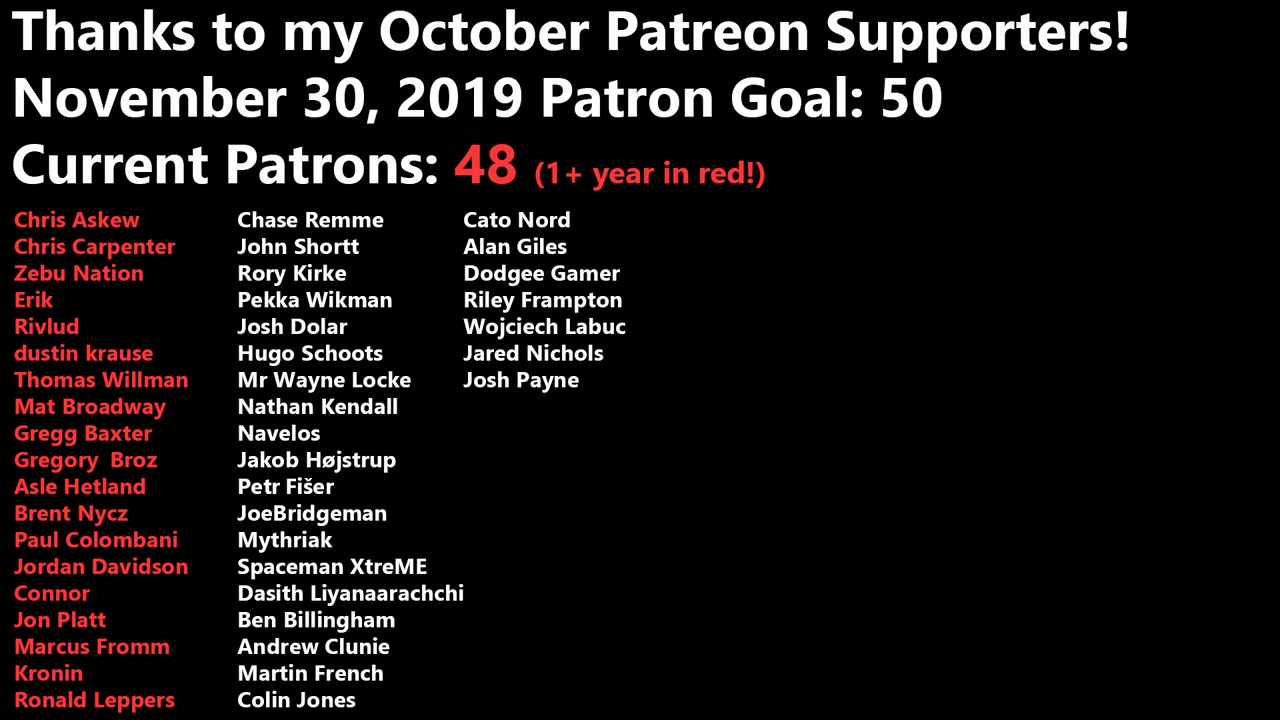 Thanks to my October Patreon Supporters!
November 30, 2019 Patron Goal: 50
Current Patrons: 48 (1+ year in red!)
Chris Askew
Chris Carpenter
Zebu Nation
Erik
Rivlud
dustin krause
Thomas Willman
Mat Broadway
Gregg Baxter
Gregory  Broz
Asle Hetland
Brent Nycz
Paul Colombani
Jordan Davidson
Connor
Jon Platt
Marcus Fromm
Kronin
Ronald Leppers
Chase Remme
John Shortt
Rory Kirke
Pekka Wikman
Josh Dolar
Hugo Schoots
Mr Wayne Locke
Nathan Kendall
Navelos
Jakob Højstrup
Petr Fišer
JoeBridgeman
Mythriak
Spaceman XtreME
Dasith Liyanaarachchi
Ben Billingham
Andrew Clunie
Martin French
Colin Jones
Cato Nord
Alan Giles
Dodgee Gamer
Riley Frampton
Wojciech Labuc
Jared Nichols
Josh Payne